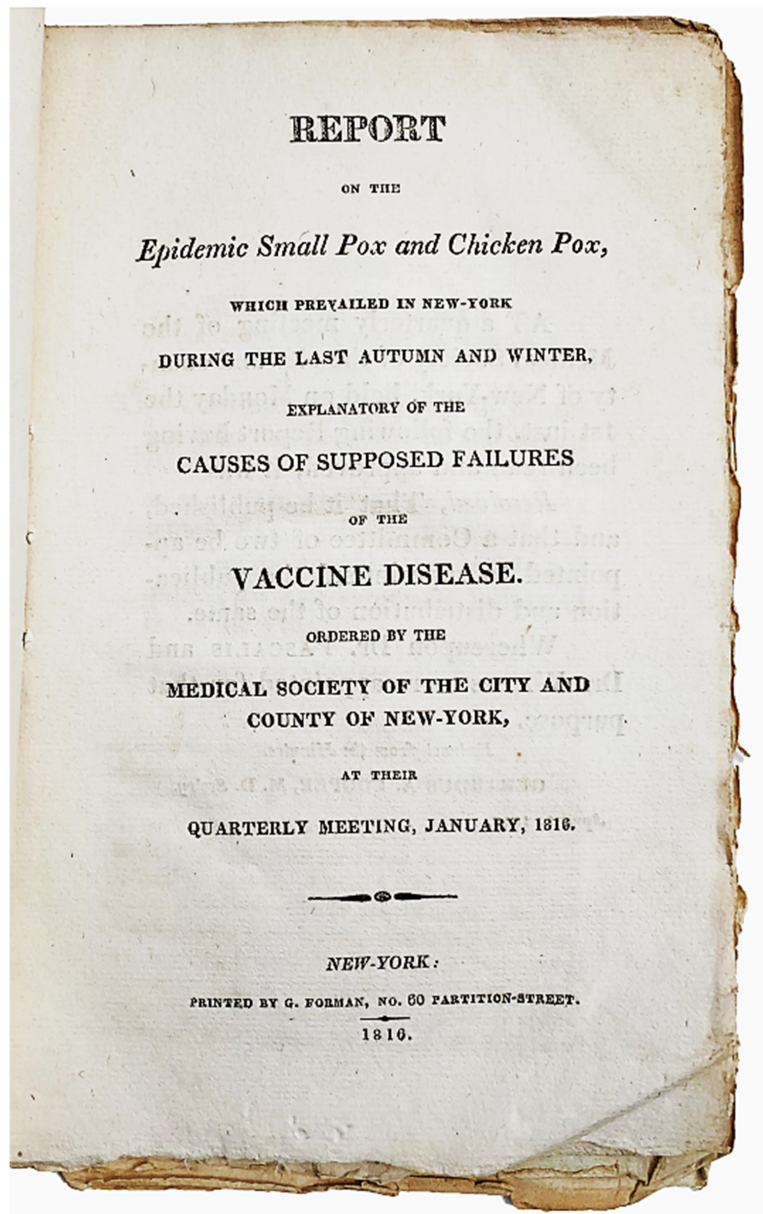 REPORT
ON THE
Epidemic Small Pox and Chicken Pox,
WHICH PREVAILED IN NEW-YORK
DURING THE LAST AUTUMN AND WINTER,
EXPLANATORY OF THE
CAUSES OF SUPPOSED FAILURES
OF THE
VACCINE DISEASE.
ORDERED BY THE
MEDICAL SOCIETY OF THE CITY AND
COUNTY OF NEW-YORK,
AT THEIR
QUARTERLY MEETING, JANUARY, 1816.
NEW-YORK:
PRINTED BY G. FORMAN, NO. 60 PARTITION-STREET.
1816.